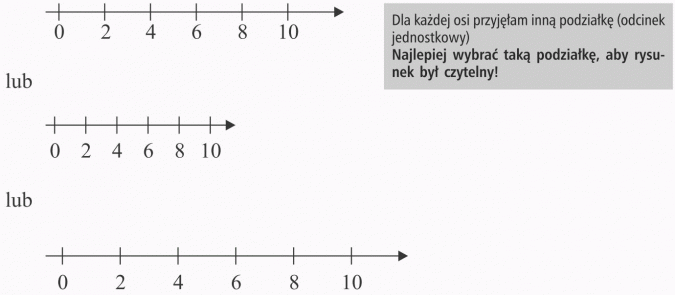 0 2 4 6 8 10
Dla każdej osi przyjęłam inną podziałkę (odcinek
jednostkowy)
Najlepiej wybrać taką podziałkę, aby rysu-
nek był czytelny!
lub
0 2 4 6 8 10
lub
0 2 4 6 8 10